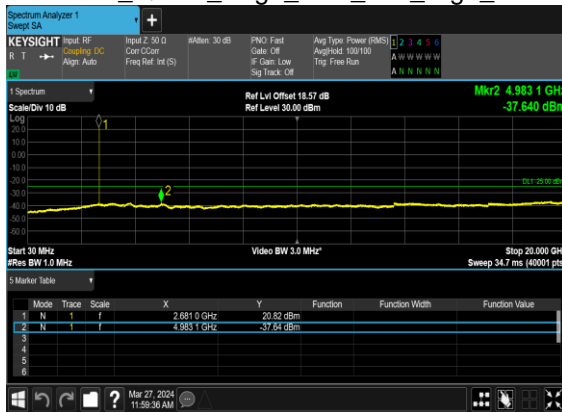 Spectrum Analyzer 1
Swept SA
+
KEYSIGHT Input: RF Input Z: 50 Ω #Atten: 30 dB PNO: Fast Avg Type: Power (RMS) 1 2 3 4 5 6
R T Coupling: DC Corr CCorr Gate: Off Avg|Hold: 100/100 A W W W W W
Align: Auto Freq Ref: Int (S) IF Gain: Low Trig: Free Run
LXI Sig Track: Off A N N N N N
1 Spectrum Ref Lvl Offset 18.57 dB Mkr2 4.983 1 GHz
Scale/Div 10 dB Ref Level 30.00 dBm -37.640 dBm
Log
20.0
10.0
0.00
-10.0
-20.0
-30.0
-40.0
-50.0
-60.0
1
2
DL1 -25.00 dBm
Start 30 MHz Video BW 3.0 MHz* Stop 20.000 GHz
#Res BW 1.0 MHz Sweep 34.7 ms (40001 pts)
5 Marker Table
Mode Trace Scale X Y Function Function Width Function Value
1 N 1 f 2.681 0 GHz 20.82 dBm
2 N 1 f 4.983 1 GHz -37.64 dBm
3
4
5
6
? Mar 27, 2024
11:59:36 AM